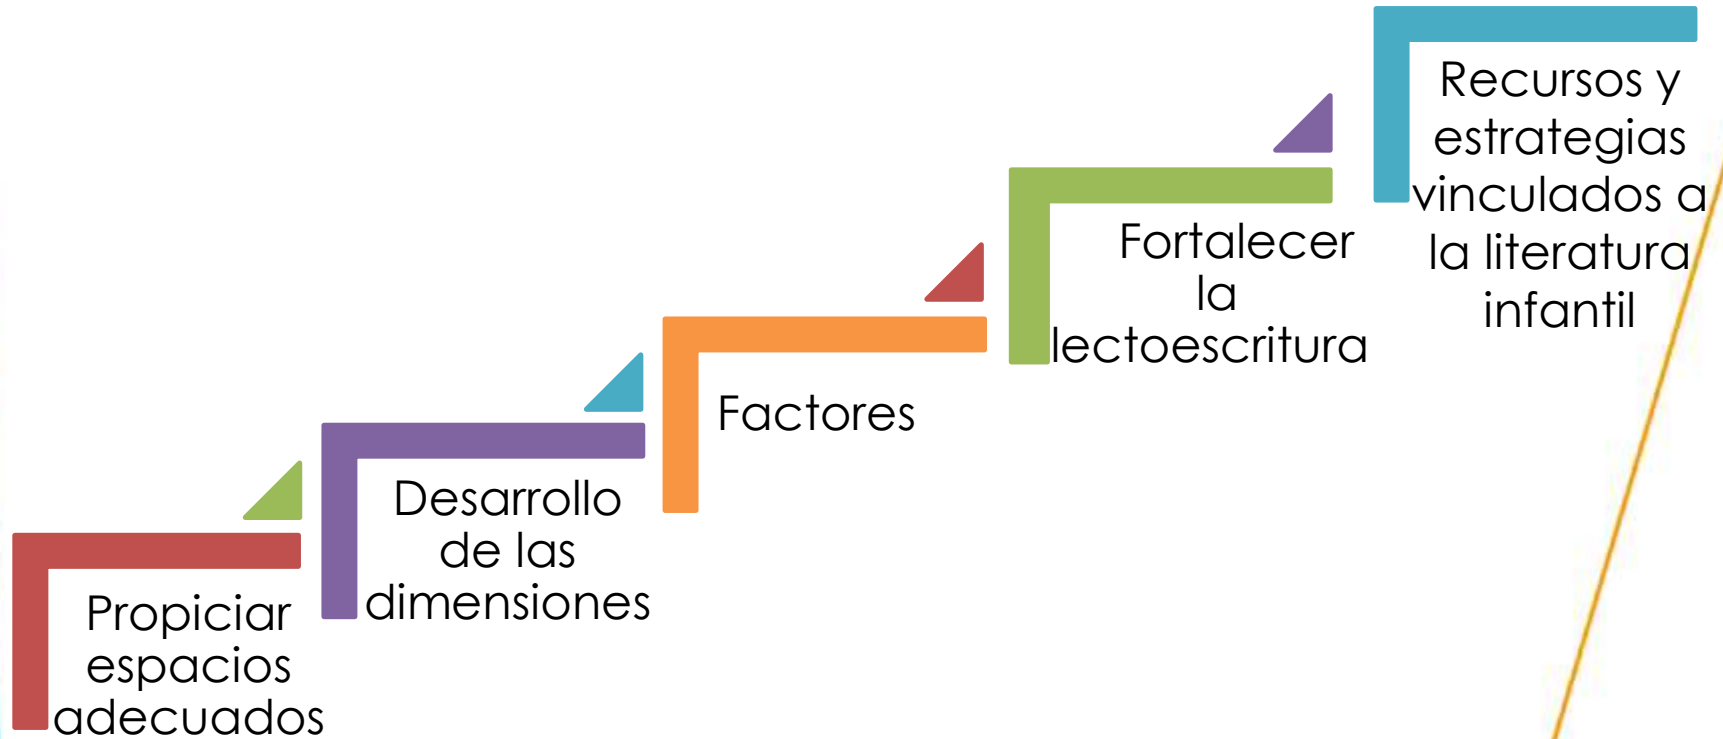 Propiciar
espacios
adecuados
Desarrollo
de las
dimensiones
Factores
Fortalecer
la
lectoescritura
Recursos y
estrategias
vinculados a
la literatura
infantil